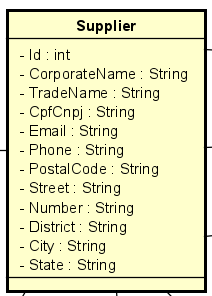 Supplier
- Id : int
- CorporateName : String
- TradeName : String
- CpfCnpj : String
- Email : String
- Phone : String
- PostalCode : String
- Street : String
- Number : String
- District : String
- City : String
- State : String